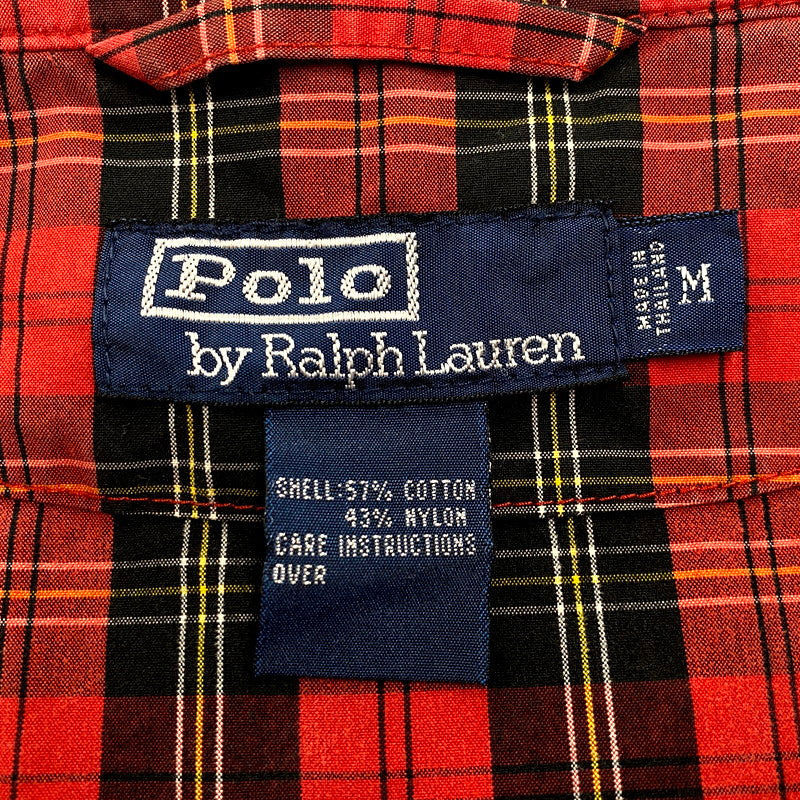 Polo
by Ralph Lauren
MADE IN
THAILAND
M
SHELL:57% COTTON
43% NYLON
CARE INSTRUCTIONS
OVER